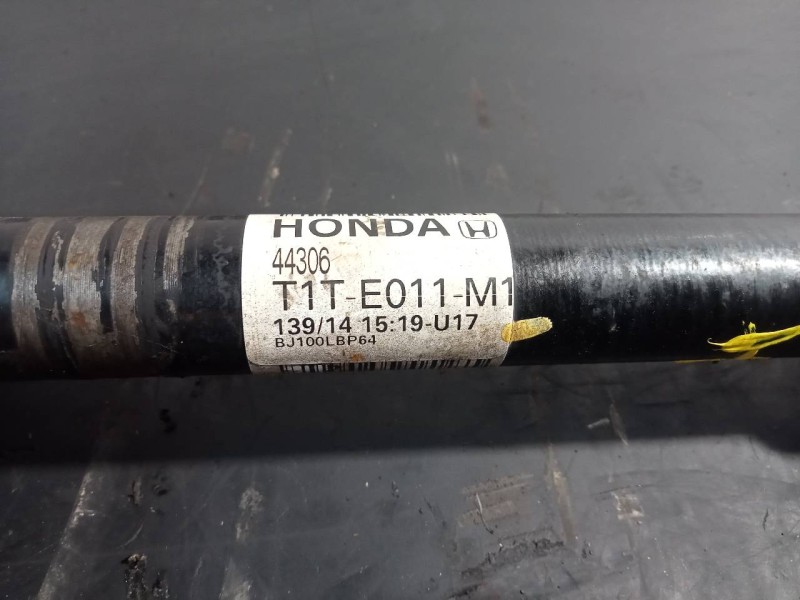 HONDA
44306
T1T-E011-M1
139/14 15:19-U17
BJ100LBP64